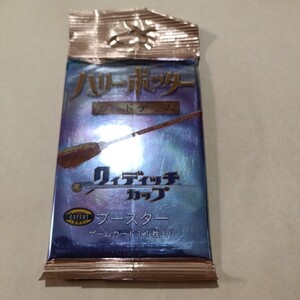 ハリー・ポッター
カードゲーム
クィディッチ
カップ
EXPERT
ブースター
ゲームカード11枚入り